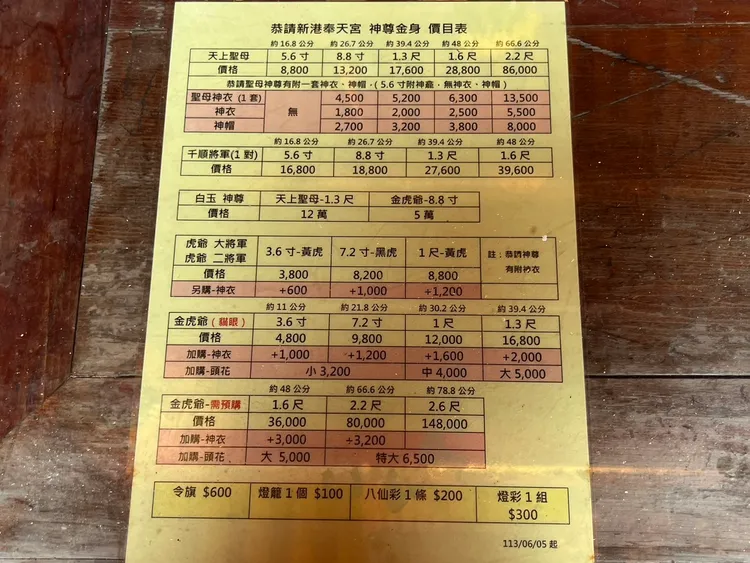 恭請新港奉天宮 神尊金身 價目表
約 16.8 公分 約 26.7 公分 約 39.4 公分 約 48 公分 約 66.6 公分
天上聖母 5.6 寸 8.8 寸 1.3 尺 1.6 尺 2.2 尺
價格 8,800 13,200 17,600 28,800 86,000
恭請聖母神尊有附一套神衣、神帽．(5.6 寸附神龕，無神衣、神帽)
聖母神衣 (1 套) 無 4,500 5,200 6,300 13,500
神衣 1,800 2,000 2,500 5,500
神帽 2,700 3,200 3,800 8,000
約 16.8 公分 約 26.7 公分 約 39.4 公分 約 48 公分
千順將軍(1 對) 5.6 寸 8.8 寸 1.3 尺 1.6 尺
價格 16,800 18,800 27,600 39,600
白玉 神尊 天上聖母-1.3 尺 金虎爺-8.8 寸
價格 12 萬 5 萬
虎爺 大將軍
虎爺 二將軍 3.6 寸-黃虎 7.2 寸-黑虎 1 尺-黃虎 註：恭請神尊
有附衫衣
價格 3,800 8,200 8,800
另購-神衣 +600 +1,000 +1,200
約 11 公分 約 21.8 公分 約 30.2 公分 約 39.4 公分
金虎爺 (貓眼) 3.6 寸 7.2 寸 1 尺 1.3 尺
價格 4,800 9,800 12,000 16,800
加購-神衣 +1,000 +1,200 +1,600 +2,000
加購-頭花 小 3,200 中 4,000 大 5,000
約 48 公分 約 66.6 公分 約 78.8 公分
金虎爺-需預購 1.6 尺 2.2 尺 2.6 尺
價格 36,000 80,000 148,000
加購-神衣 +3,000 +3,200
加購-頭花 大 5,000 特大 6,500
令旗 $600 燈籠 1 個 $100 八仙彩 1 條 $200 燈彩 1 組
$300
113/06/05 起